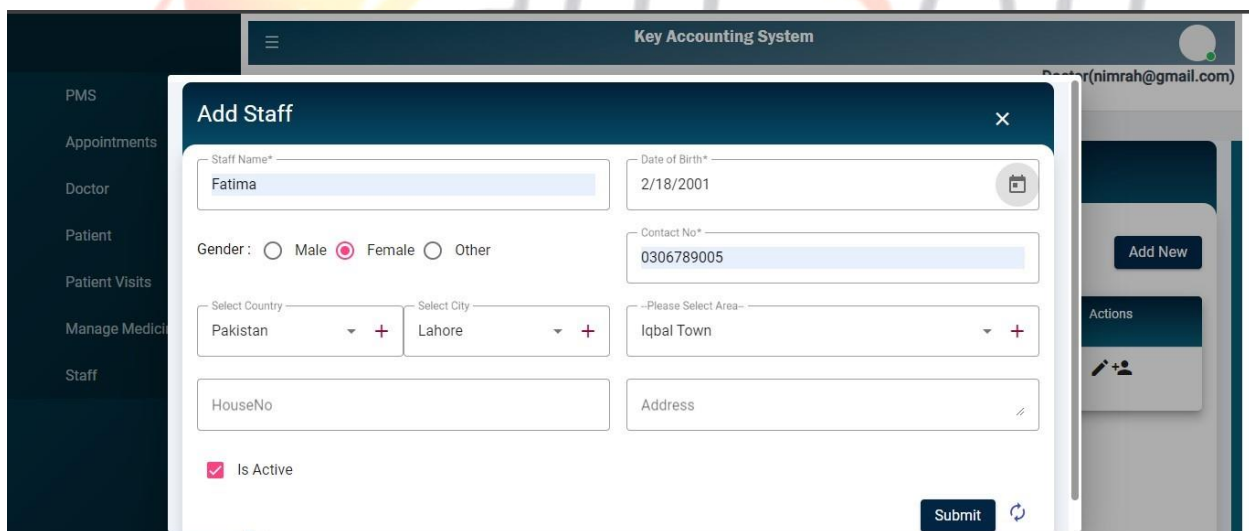 Key Accounting System
Doctor(nimrah@gmail.com)
PMS
Appointments
Doctor
Patient
Patient Visits
Manage
Staff
Add Staff
Staff Name*
Fatima
Date of Birth*
2/18/2001
Gender : Male Female Other
Contact No*
0306789005
Select Country
Pakistan
Select City
Lahore
--Please Select Area--
Iqbal Town
HouseNo
Address
Is Active
Submit
Add New
Actions